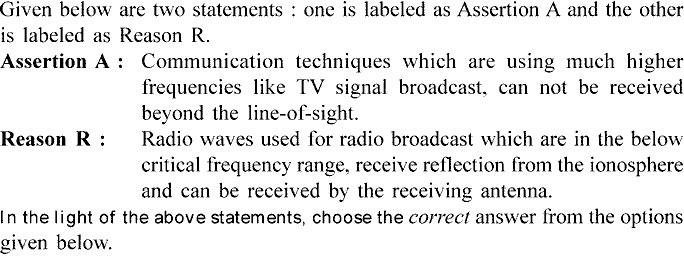 Given below are two statements : one is labeled as Assertion A and the other
is labeled as Reason R.
Assertion A : Communication techniques which are using much higher
frequencies like TV signal broadcast, can not be received
beyond the line-of-sight.
Reason R : Radio waves used for radio broadcast which are in the below
critical frequency range, receive reflection from the ionosphere
and can be received by the receiving antenna.
In the light of the above statements, choose the correct answer from the options
given below.